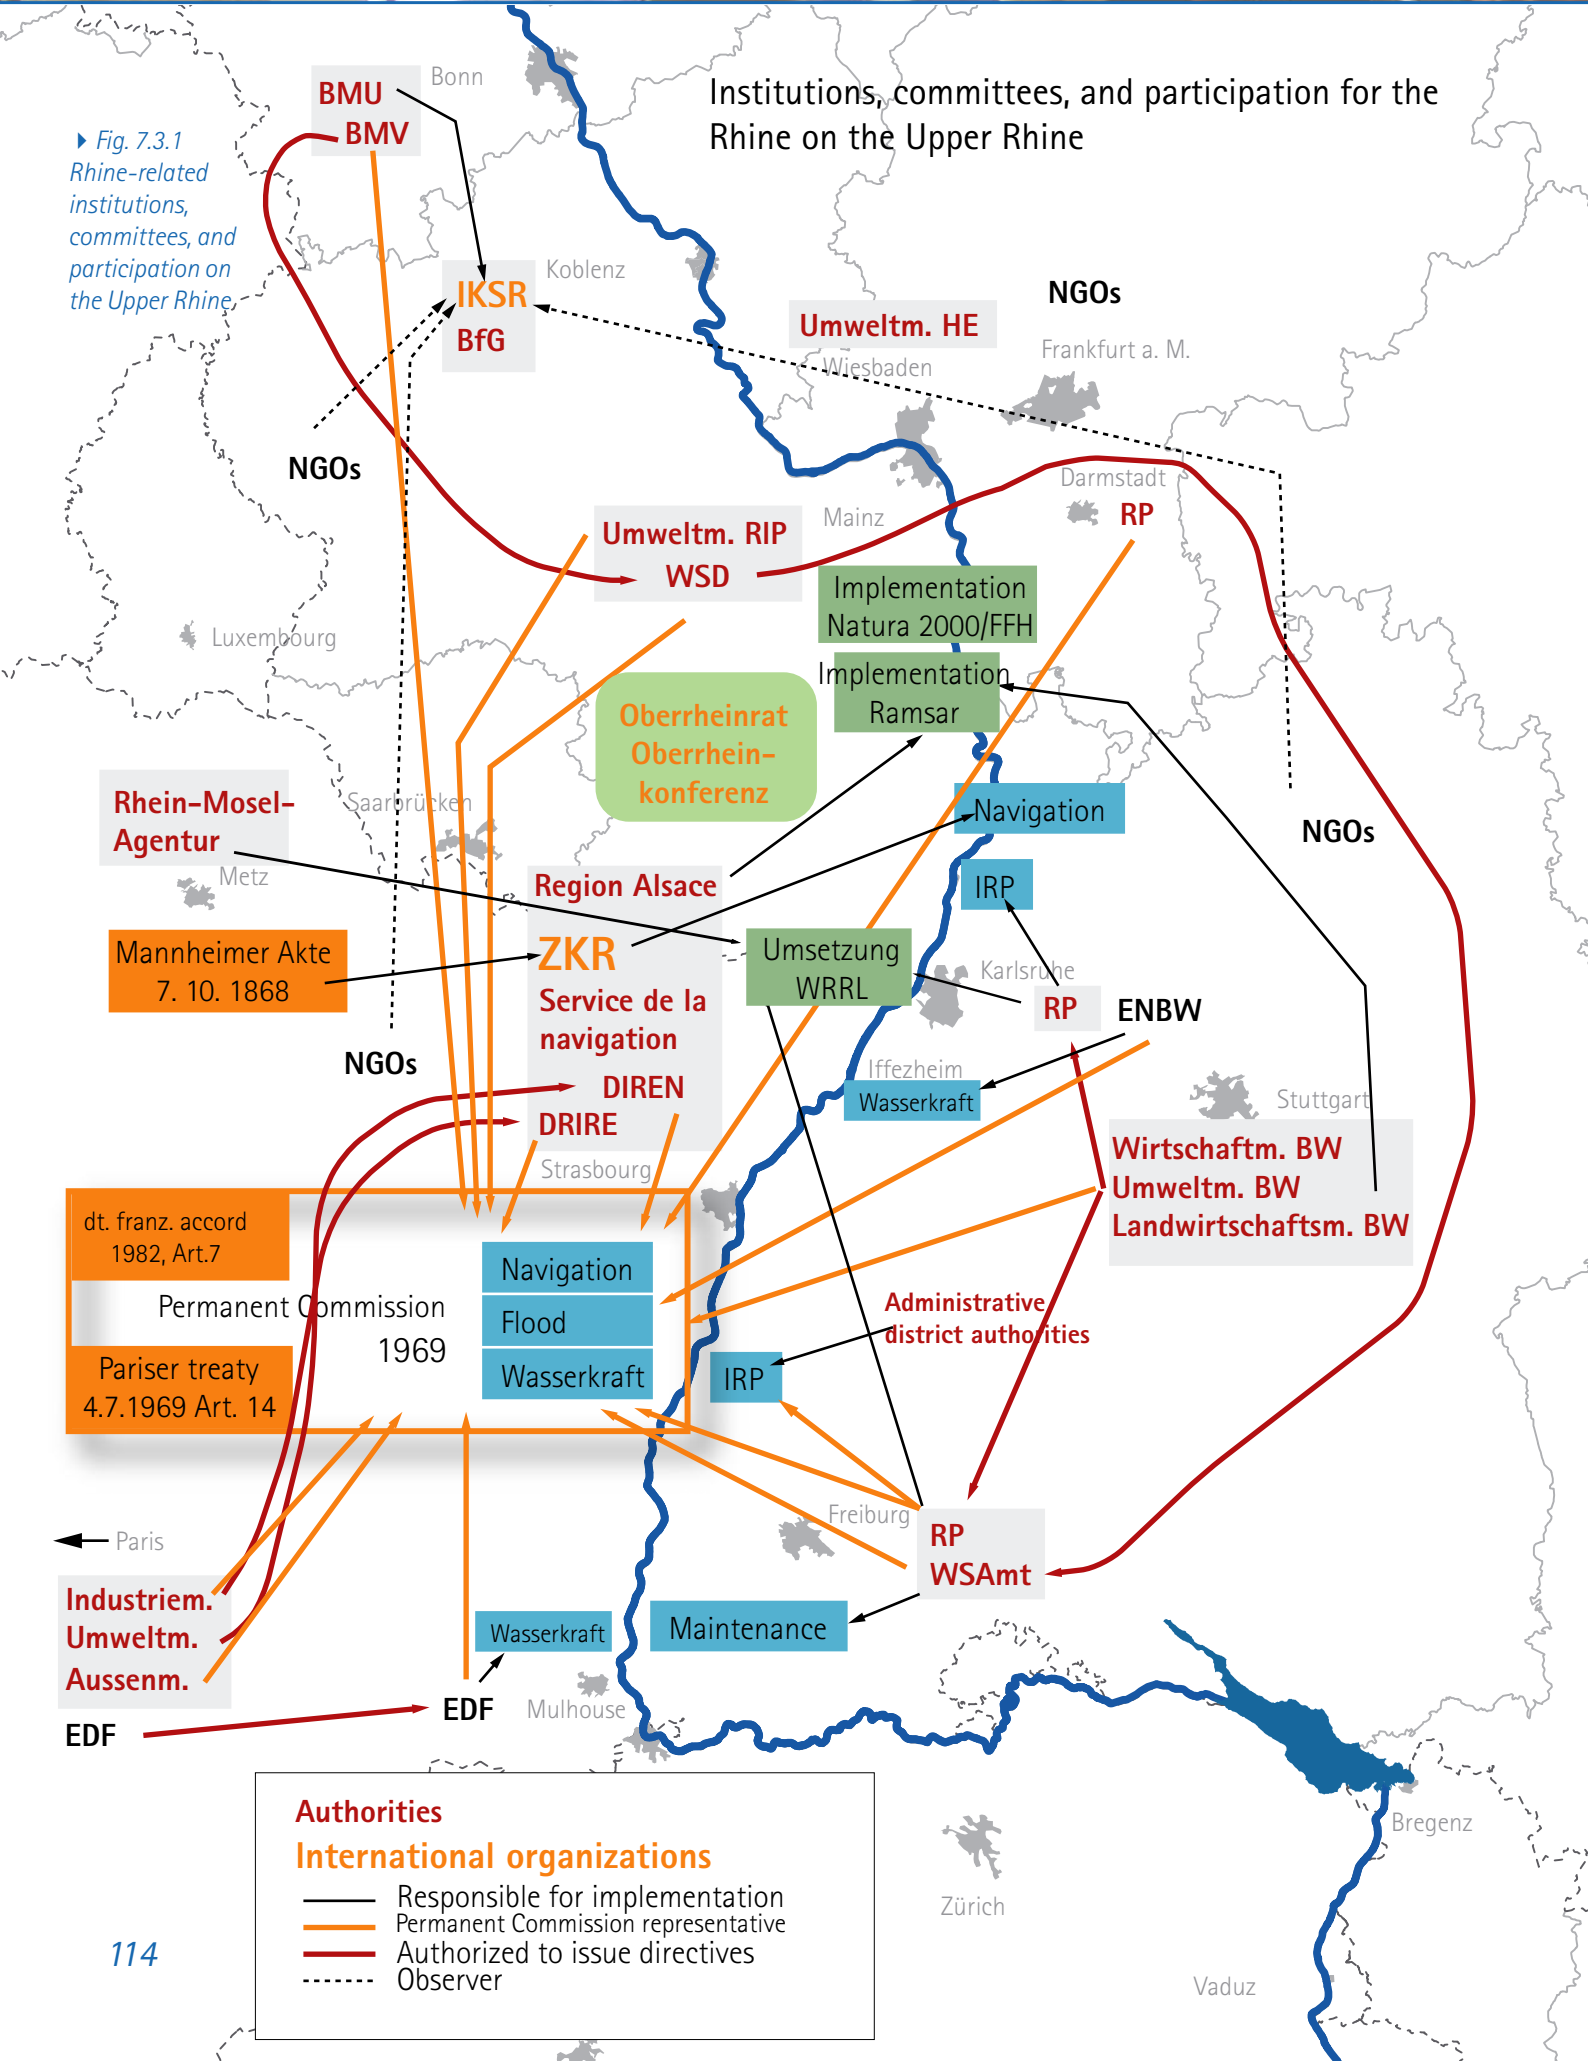 Institutions, committees, and participation for the
Rhine on the Upper Rhine
Fig. 7.3.1
Rhine-related
institutions,
committees, and
participation on
the Upper Rhine
BMU
BMV
Bonn
IKSR
BfG
Koblenz
NGOs
Umweltm. HE
Wiesbaden
NGOs
Frankfurt a. M.
Darmstadt
RP
Umweltm. RIP
WSD
Mainz
Implementation
Natura 2000/FFH
Implementation
Ramsar
Luxembourg
Oberrheinrat
Oberrhein-
konferenz
Navigation
IRP
NGOs
Rhein-Mosel-
Agentur
Saarbrücken
Metz
Mannheimer Akte
7. 10. 1868
NGOs
Region Alsace
ZKR
Service de la
navigation
DIREN
DRIRE
Strasbourg
Umsetzung
WRRL
Karlsruhe
RP
ENBW
Iffezheim
Wasserkraft
Stuttgart
Wirtschaftm. BW
Umweltm. BW
Landwirtschaftsm. BW
dt. franz. accord
1982, Art.7
Permanent Commission
1969
Pariser treaty
4.7.1969 Art. 14
Navigation
Flood
Wasserkraft
Administrative
district authorities
IRP
Freiburg
RP
WSAmt
Maintenance
Paris
Industriem.
Umweltm.
Aussenm.
EDF
EDF
Wasserkraft
Mulhouse
Bregenz
Zürich
Vaduz
Authorities
International organizations
Responsible for implementation
Permanent Commission representative
Authorized to issue directives
Observer
114